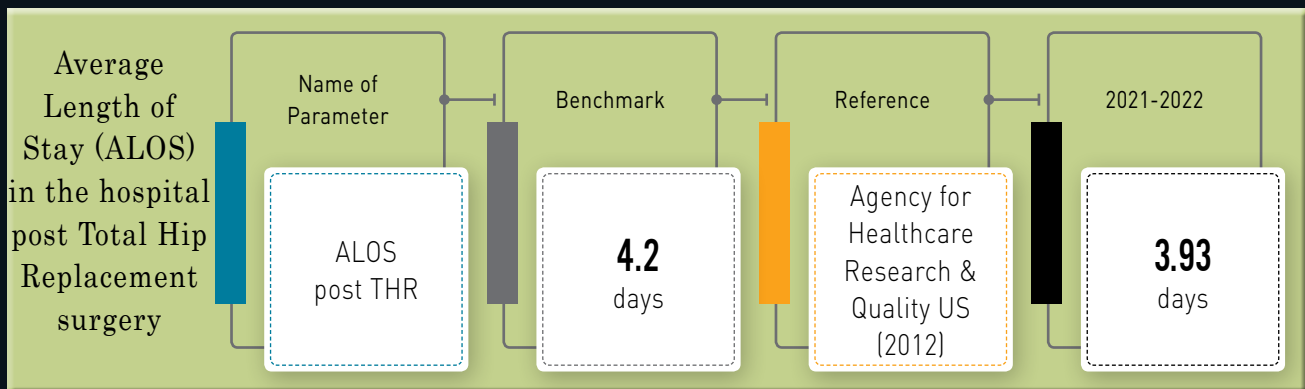 Average
Length of
Stay (ALOS)
in the hospital
post Total Hip
Replacement
surgery
Name of
Parameter
ALOS
post THR
Benchmark
4.2
days
Reference
Agency for
Healthcare
Research &
Quality US
(2012)
2021-2022
3.93
days